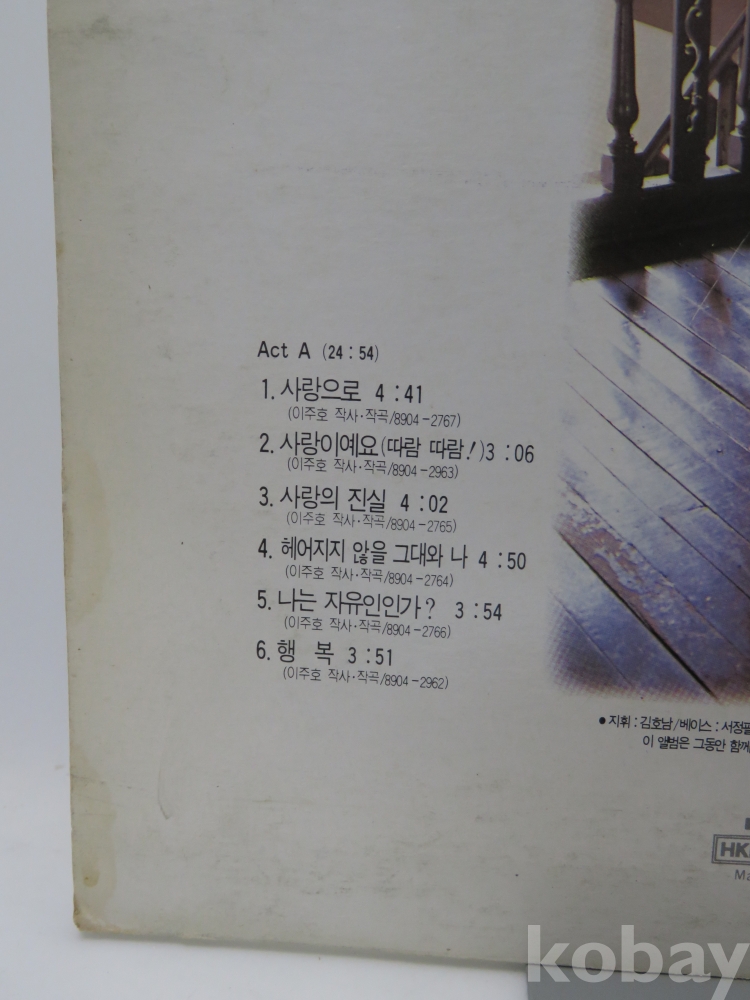 Act A (24 : 54)
1. 사랑으로 4 : 41
(이주호 작사·작곡/8904-2767)
2. 사랑이예요(따람 따람!) 3 : 06
(이주호 작사·작곡/8904-2963)
3. 사랑의 진실 4 : 02
(이주호 작사·작곡/8904-2765)
4. 헤어지지 않을 그대와 나 4 : 50
(이주호 작사·작곡/8904-2764)
5. 나는 자유인인가? 3 : 54
(이주호 작사·작곡/8904-2766)
6. 행 복 3 : 51
(이주호 작사·작곡/8904-2962)
● 지휘 : 김호남/베이스 : 서정필
이 앨범은 그동안 함께
HK
Ma
kobay